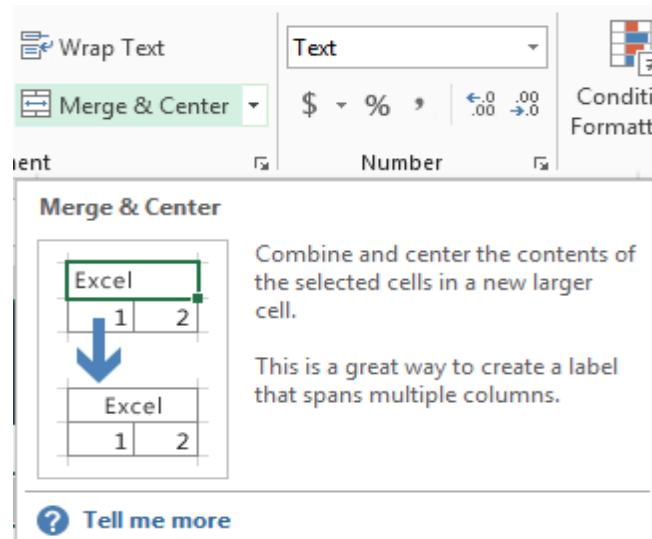 Wrap Text
Text
Merge & Center
$ % , .0 .00 .00 .0
Conditi
Formatt
ent
Number
Merge & Center
Excel
1 2
Excel
1 2
Combine and center the contents of
the selected cells in a new larger
cell.
This is a great way to create a label
that spans multiple columns.
? Tell me more